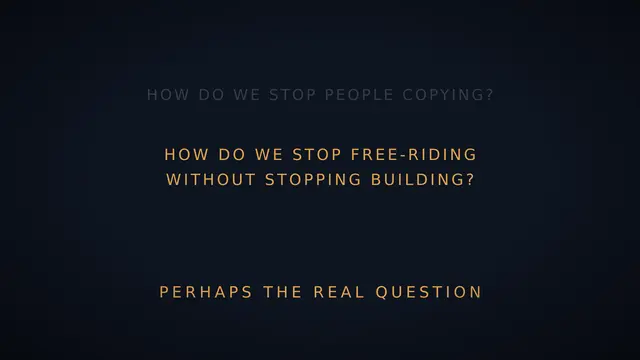 HOW DO WE STOP PEOPLE COPYING?
HOW DO WE STOP FREE-RIDING
WITHOUT STOPPING BUILDING?
PERHAPS THE REAL QUESTION